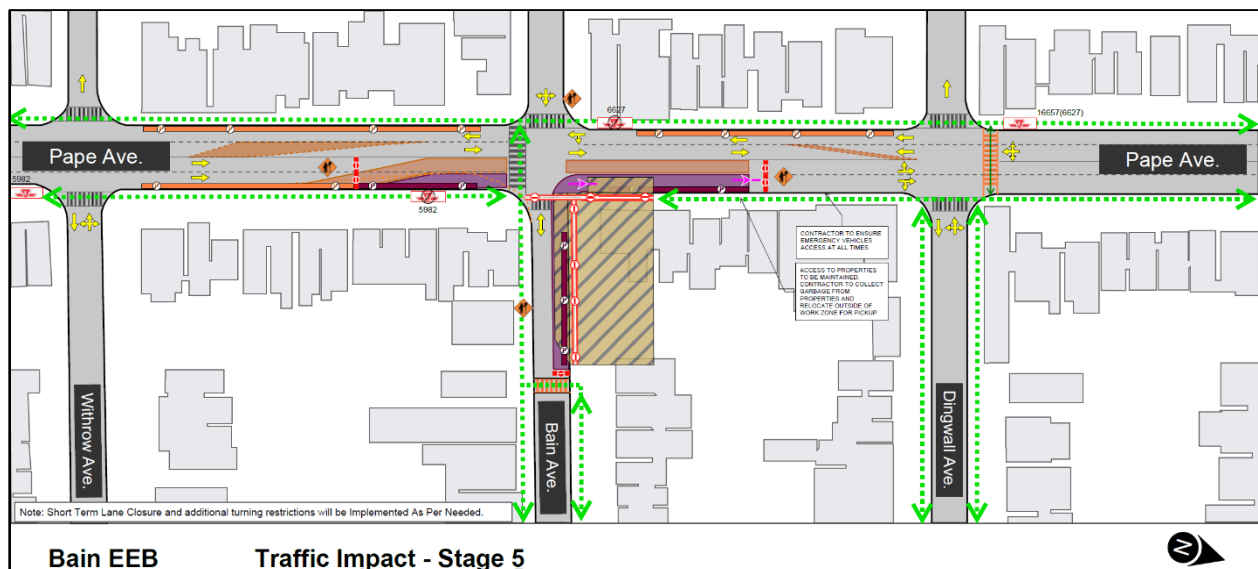 6627
16657(6627)
Pape Ave.
Pape Ave.
5982
5982
CONTRACTOR TO ENSURE
EMERGENCY VEHICLES
ACCESS AT ALL TIMES
ACCESS TO PROPERTIES
TO BE MAINTAINED.
CONTRACTOR TO COLLECT
GARBAGE FROM
PROPERTIES AND
RELOCATE OUTSIDE OF
WORK ZONE FOR PICKUP
Withrow Ave.
Bain Ave.
Dingwall Ave.
Note: Short Term Lane Closure and additional turning restrictions will be Implemented As Per Needed.
Bain EEB
Traffic Impact - Stage 5
N